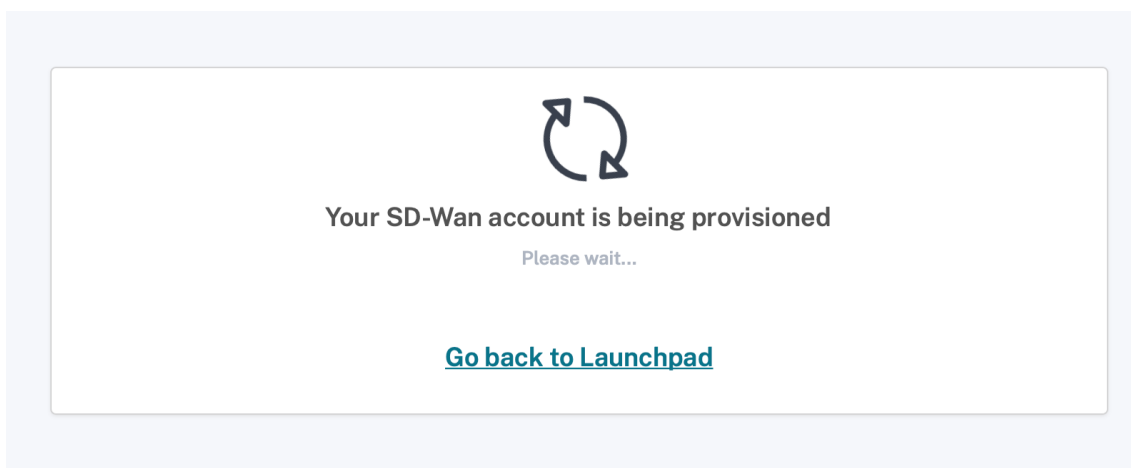 Your SD-Wan account is being provisioned
Please wait...
Go back to Launchpad